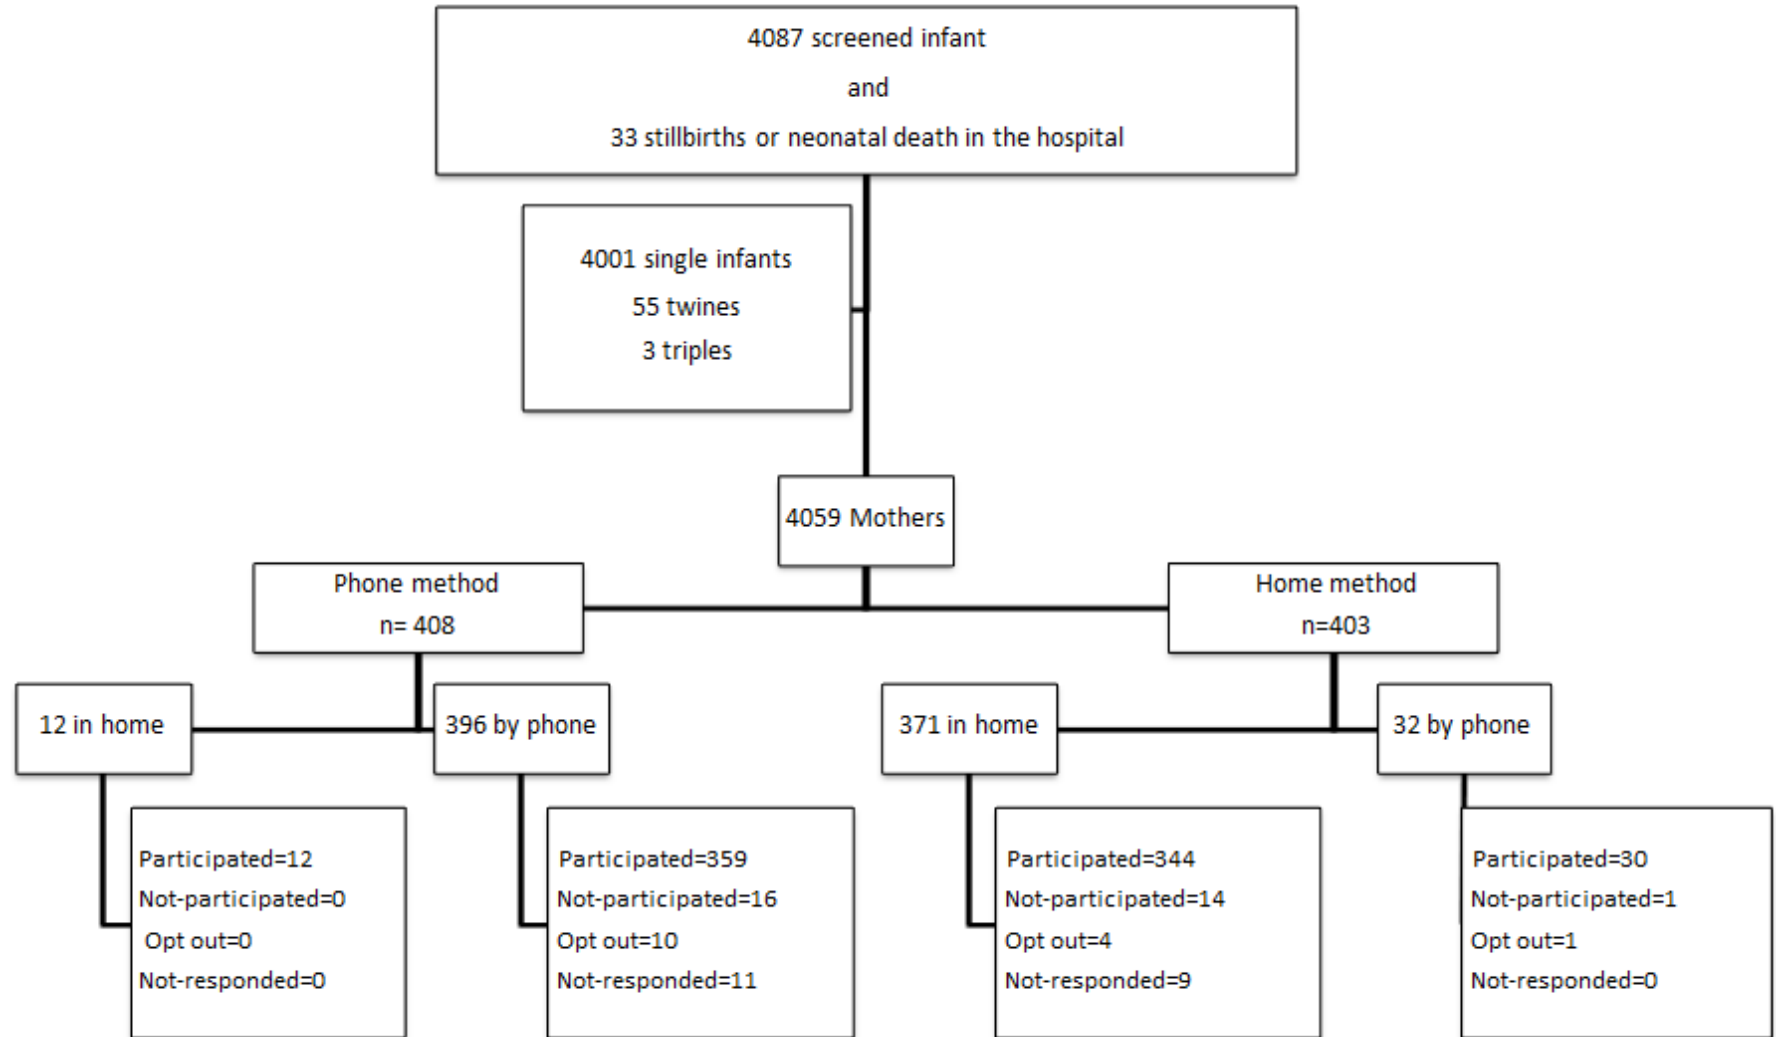 4087 screened infant
and
33 stillbirths or neonatal death in the hospital
4001 single infants
55 twines
3 triples
4059 Mothers
Phone method
n= 408
Home method
n=403
12 in home
396 by phone
371 in home
32 by phone
Participated=12
Not-participated=0
Opt out=0
Not-responded=0
Participated=359
Not-participated=16
Opt out=10
Not-responded=11
Participated=344
Not-participated=14
Opt out=4
Not-responded=9
Participated=30
Not-participated=1
Opt out=1
Not-responded=0